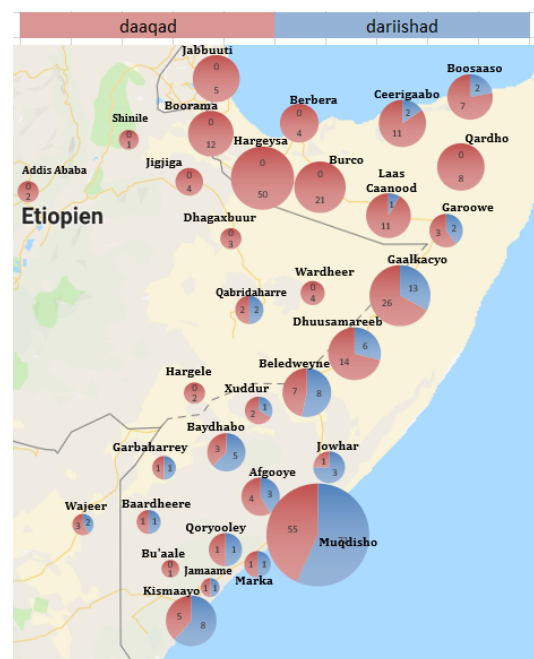 daaqad dariishad
Jabbuuti
0
5
Boosaaso
2
7
Boorama
0
12
Berbera
0
4
Ceerigaabo
2
11
Shinile
0
1
Hargeysa
0
50
Qardho
0
8
Addis Ababa
0
2
Jigjiga
0
4
Burco
0
21
Laas
Caanood
1
11
Etiopien
Dhagaxbuur
0
3
Garoowe
3 2
Gaalkacyo
13
26
Wardheer
0
4
Qabridaharre
2 2
Dhuusamareeb
6
14
Beledweyne
7 8
Hargele
0
2
Xuddur
1
2
Baydhabo
3
5
Garbaharrey
1 1
Jowhar
1
3
Afgooye
4 3
Wajeer
3 2
Baardheere
1 1
55
Muqdisho
Qoryooley
1 1
Bu'aale
0
1
Marka
1 1
Jamaame
1 1
Kismaayo
5
8